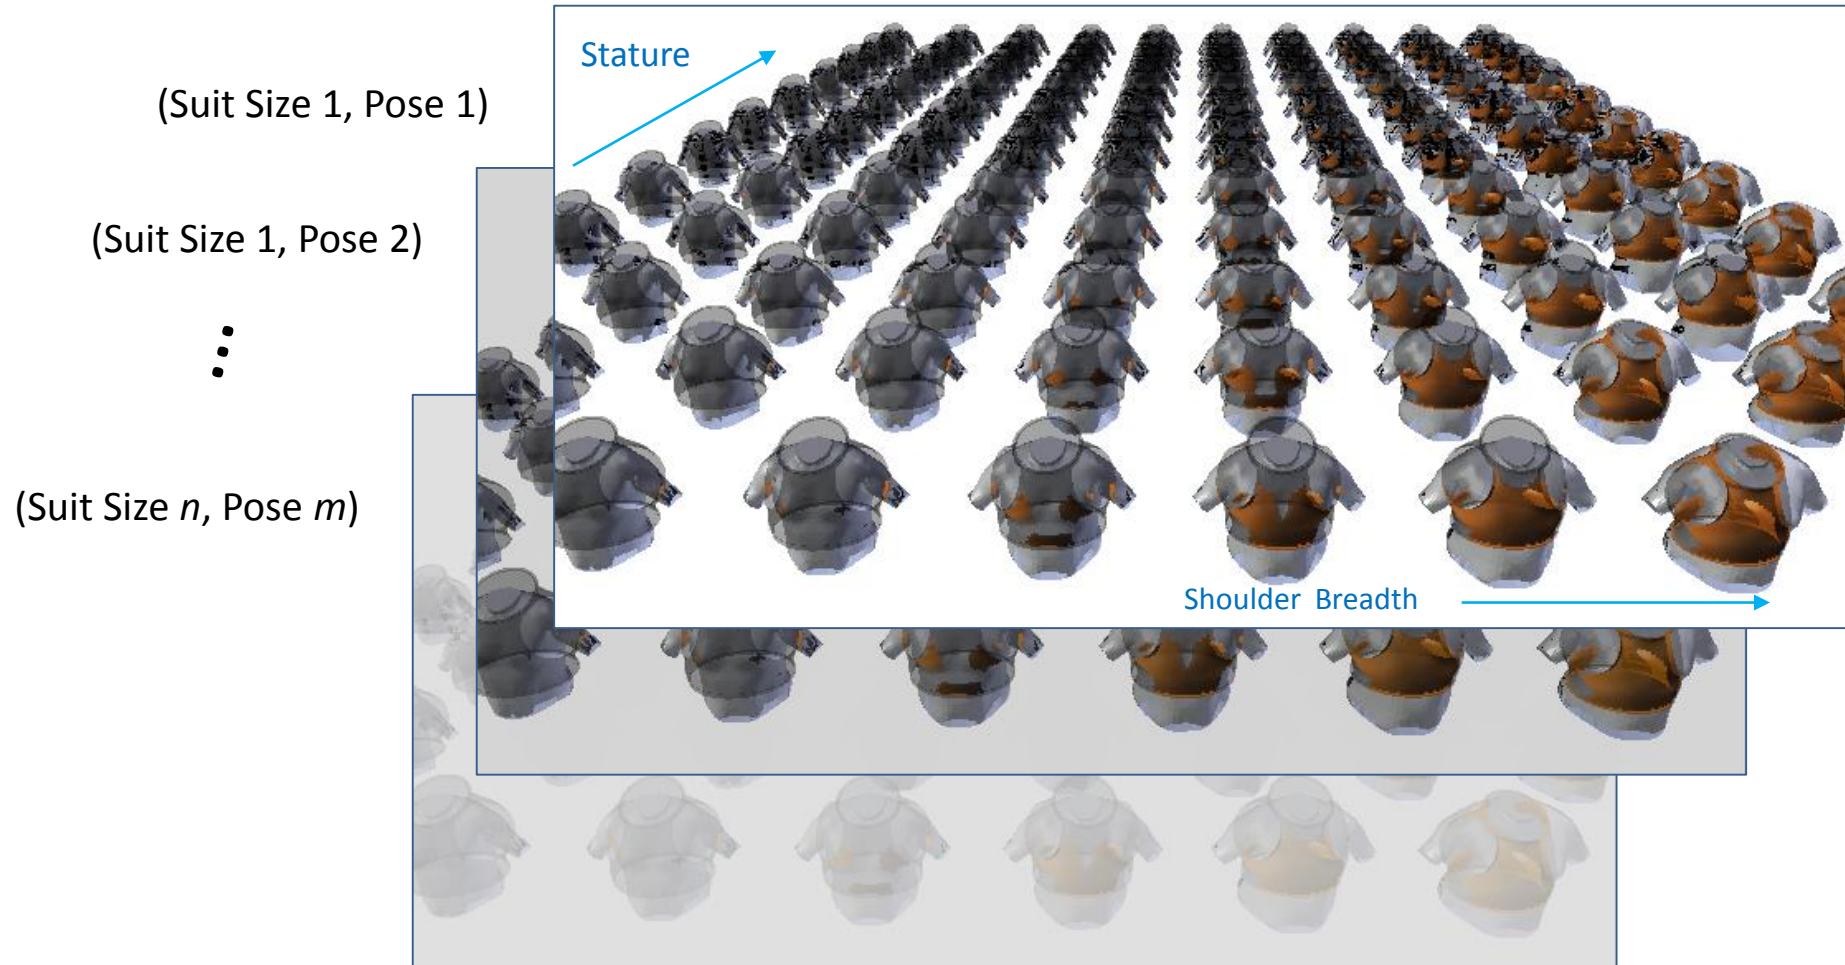 Stature
(Suit Size 1, Pose 1)
(Suit Size 1, Pose 2)
(Suit Size n, Pose m)
Shoulder Breadth